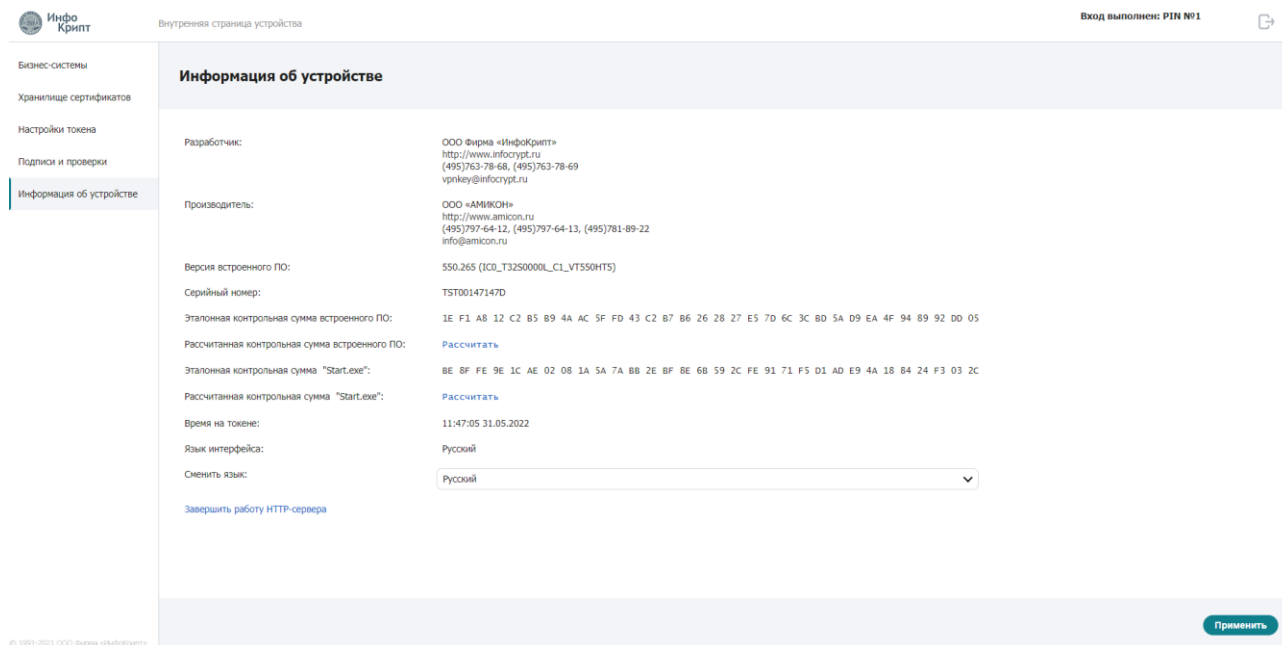 Инфо
Крипт
Внутренняя страница устройства
Вход выполнен: PIN №1
Бизнес-системы
Хранилище сертификатов
Настройки токена
Подписи и проверки
Информация об устройстве
Информация об устройстве
Разработчик:
ООО Фирма «ИнфоКрипт»
http://www.infocrypt.ru
(495)763-78-68, (495)763-78-69
vpnkey@infocrypt.ru
Производитель:
ООО «АМИКОН»
http://www.amicon.ru
(495)797-64-12, (495)797-64-13, (495)781-89-22
info@amicon.ru
Версия встроенного ПО: 550.265 (IC0_T32S0000L_C1_VT550HT5)
Серийный номер: TST00147147D
Эталонная контрольная сумма встроенного ПО: 1E F1 A8 12 C2 B5 B9 4A AC 5F FD 43 C2 B7 B6 26 28 27 E5 7D 6C 3C BD 5A D9 EA 4F 94 89 92 DD 05
Рассчитанная контрольная сумма встроенного ПО: Рассчитать
Эталонная контрольная сумма "Start.exe": BE 8F FE 9E 1C AE 02 08 1A 5A 7A BB 2E BF 8E 6B 59 2C FE 91 71 F5 D1 AD E9 4A 18 84 24 F3 03 2C
Рассчитанная контрольная сумма "Start.exe": Рассчитать
Время на токене: 11:47:05 31.05.2022
Язык интерфейса: Русский
Сменить язык: Русский
Завершить работу HTTP-сервера
Применить
© 1991-2021 ООО Фирма «ИнфоКрипт»